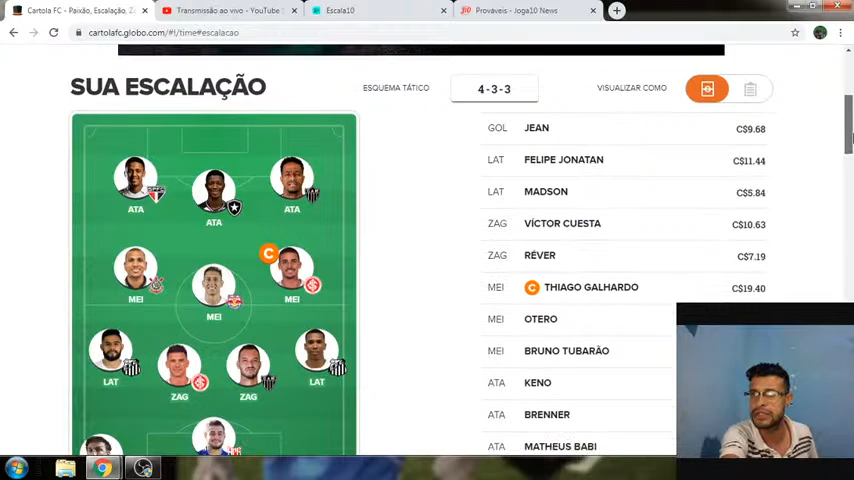 Cartola FC - Paixão, Escalação, Z
Transmissão ao vivo - YouTube S
Escala10
Prováveis - Joga10 News
cartolafc.globo.com/#!/time#escalacao
SUA ESCALAÇÃO
ESQUEMA TÁTICO
4-3-3
VISUALIZAR COMO
ATA
ATA
ATA
C
MEI
MEI
MEI
LAT
ZAG
ZAG
LAT
GOL JEAN C$9.68
LAT FELIPE JONATAN C$11.44
LAT MADSON C$5.84
ZAG VÍCTOR CUESTA C$10.63
ZAG RÉVER C$7.19
MEI C THIAGO GALHARDO C$19.40
MEI OTERO
MEI BRUNO TUBARÃO
ATA KENO
ATA BRENNER
ATA MATHEUS BABI